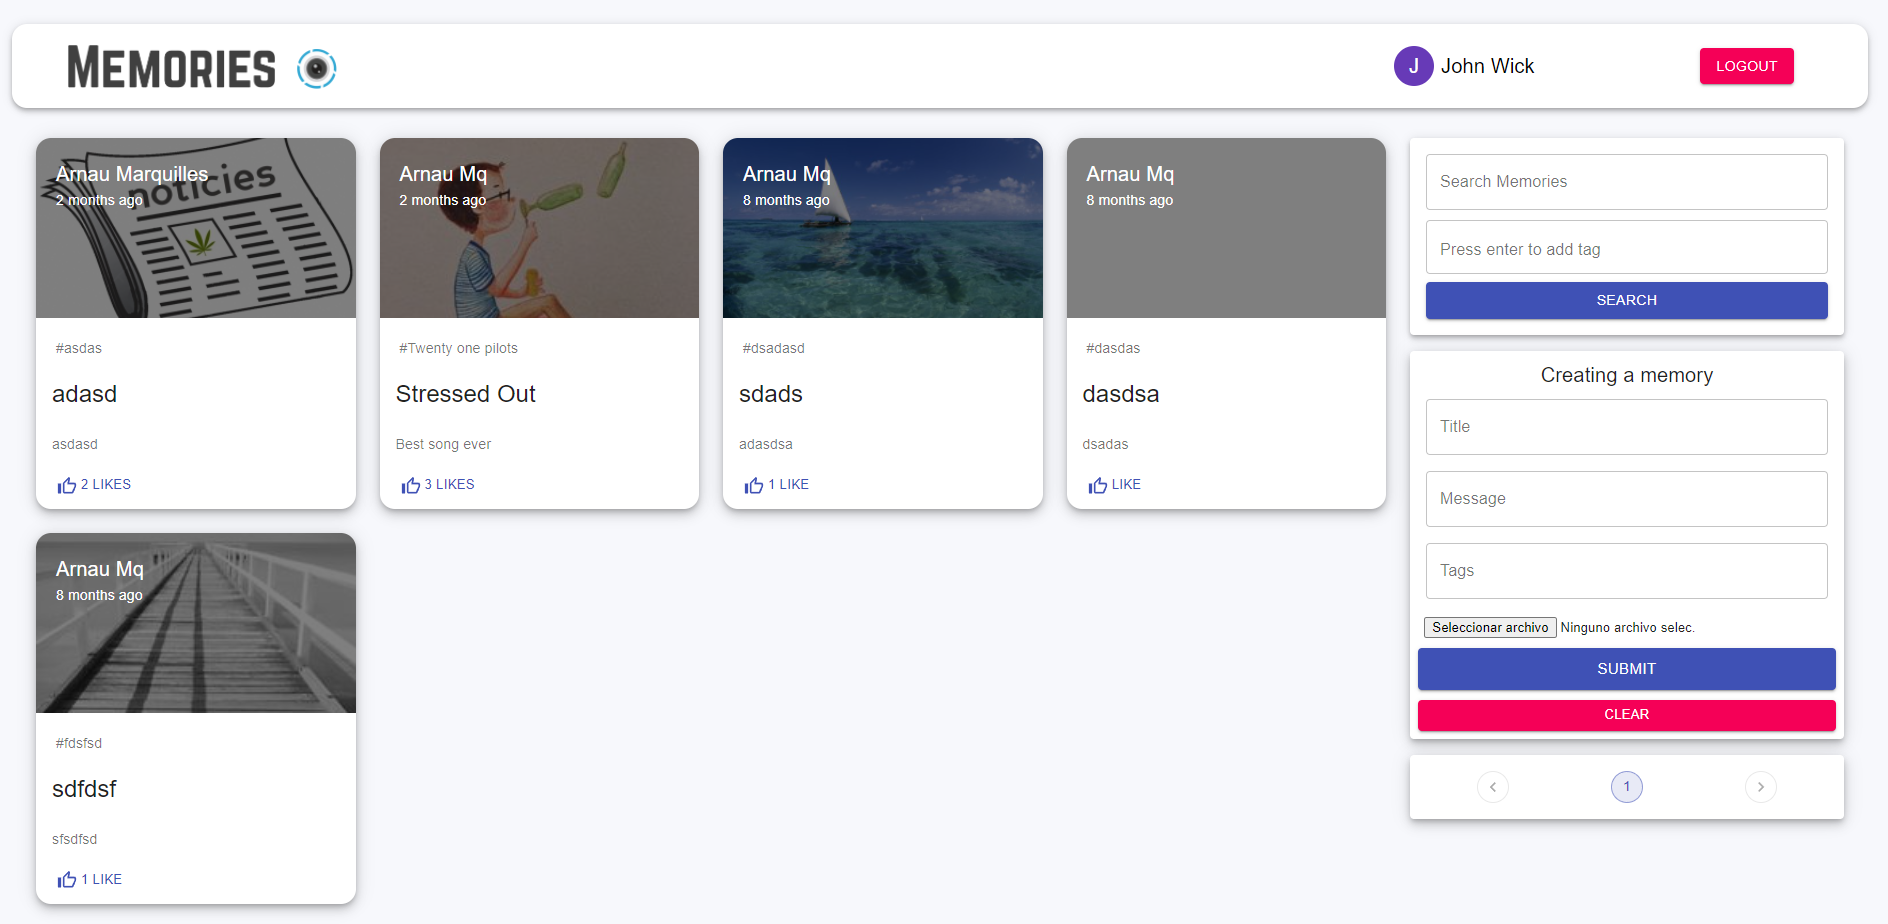 MEMORIES
J John Wick
LOGOUT
Arnau Marquilles
2 months ago
noticies
#asdas
adasd
asdasd
2 LIKES
Arnau Mq
2 months ago
#Twenty one pilots
Stressed Out
Best song ever
3 LIKES
Arnau Mq
8 months ago
#dsadasd
sdads
adasdsa
1 LIKE
Arnau Mq
8 months ago
#dasdas
dasdsa
dsadas
LIKE
Arnau Mq
8 months ago
#fdsfsd
sdfdsf
sfsdfsd
1 LIKE
Search Memories
Press enter to add tag
SEARCH
Creating a memory
Title
Message
Tags
Seleccionar archivo Ninguno archivo selec.
SUBMIT
CLEAR
1